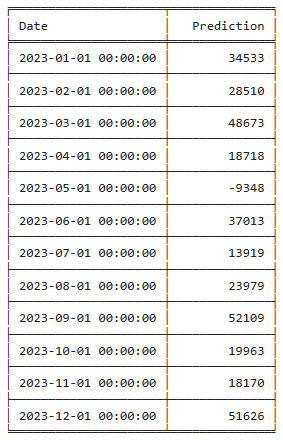 Date Prediction
2023-01-01 00:00:00 34533
2023-02-01 00:00:00 28510
2023-03-01 00:00:00 48673
2023-04-01 00:00:00 18718
2023-05-01 00:00:00 -9348
2023-06-01 00:00:00 37013
2023-07-01 00:00:00 13919
2023-08-01 00:00:00 23979
2023-09-01 00:00:00 52109
2023-10-01 00:00:00 19963
2023-11-01 00:00:00 18170
2023-12-01 00:00:00 51626